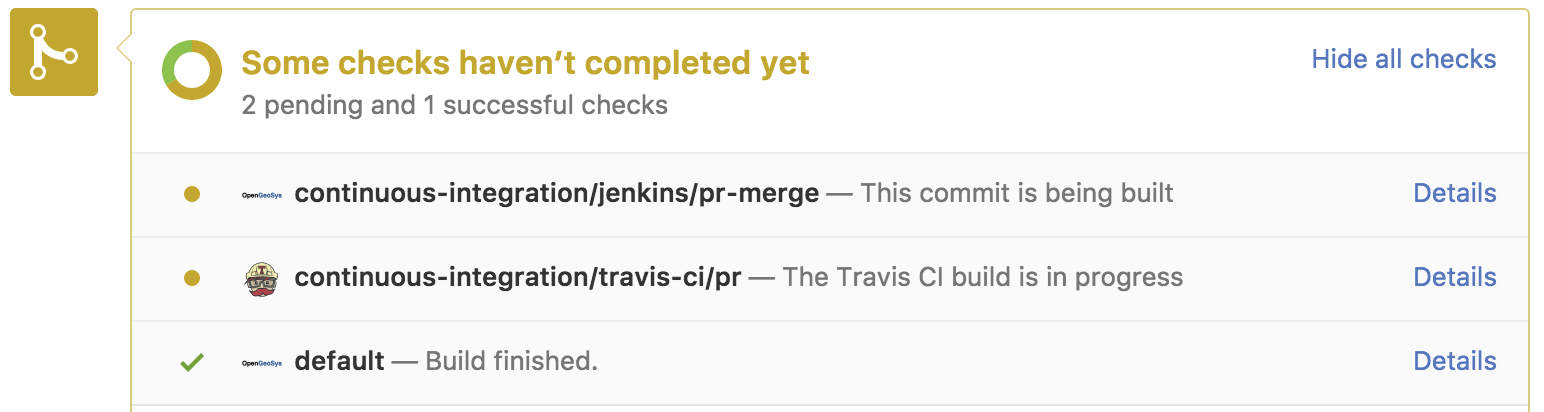 Some checks haven’t completed yet
Hide all checks
2 pending and 1 successful checks
OpenGeoSys continuous-integration/jenkins/pr-merge — This commit is being built Details
T continuous-integration/travis-ci/pr — The Travis CI build is in progress Details
OpenGeoSys default — Build finished. Details